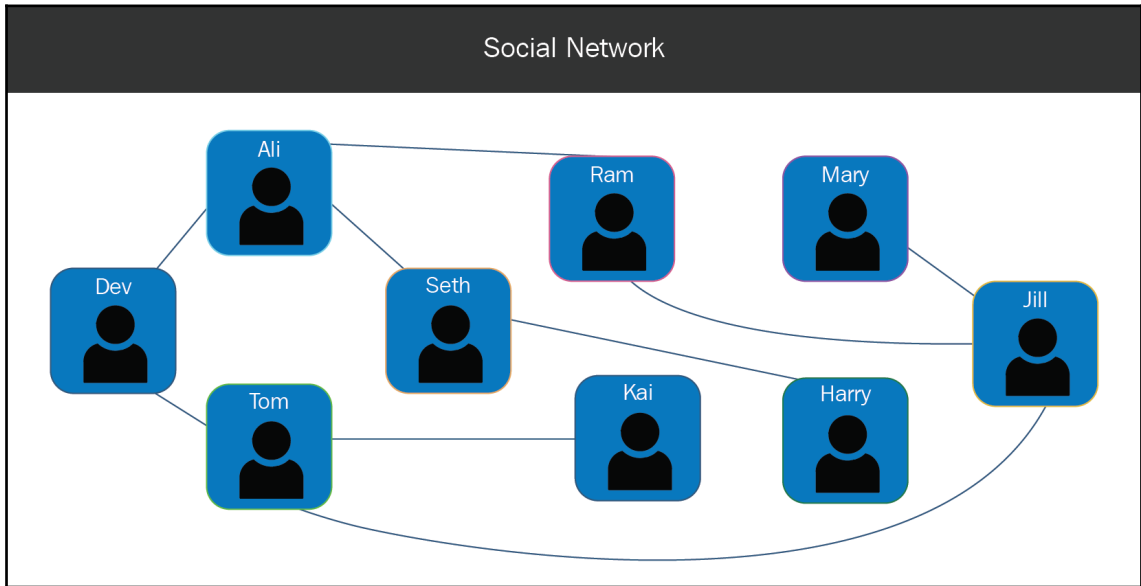 Social Network
Ali
Ram
Mary
Dev
Seth
Jill
Tom
Kai
Harry